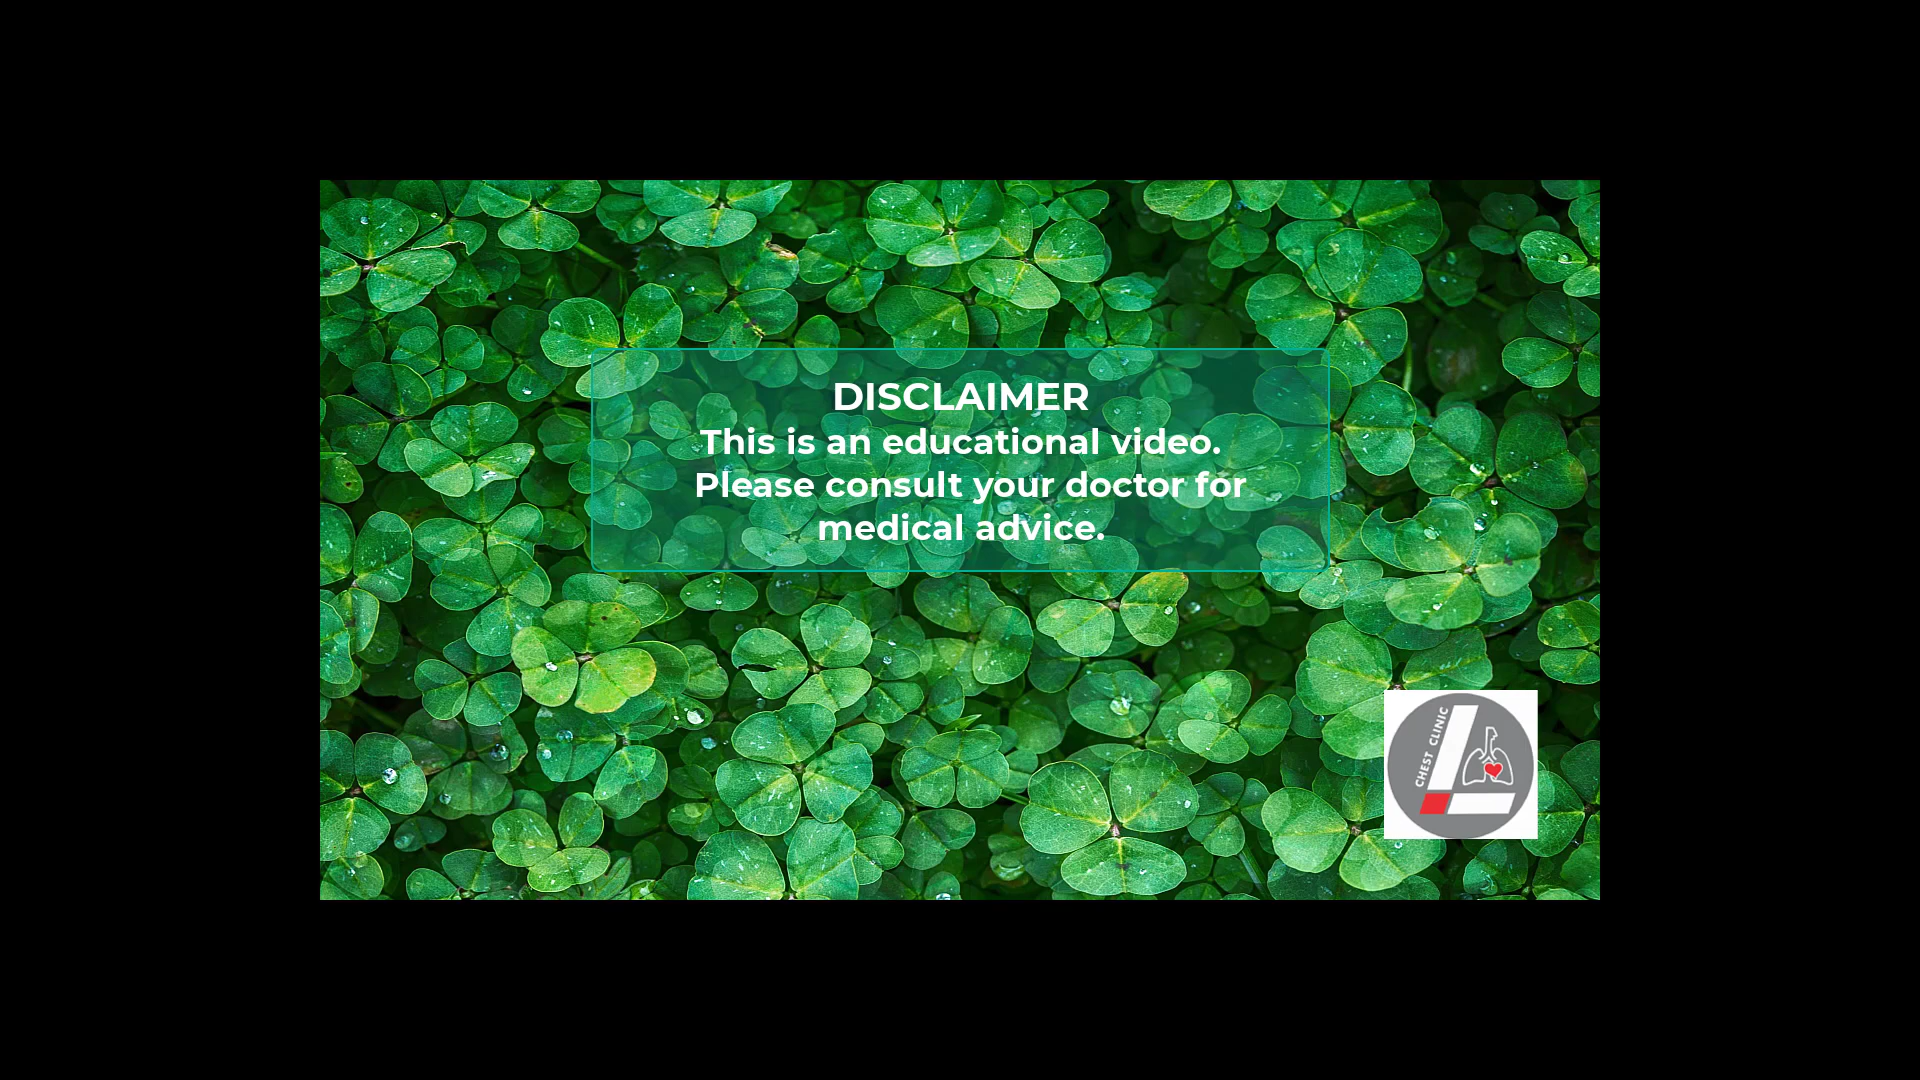 DISCLAIMER
This is an educational video.
Please consult your doctor for
medical advice.
CHEST CLINIC